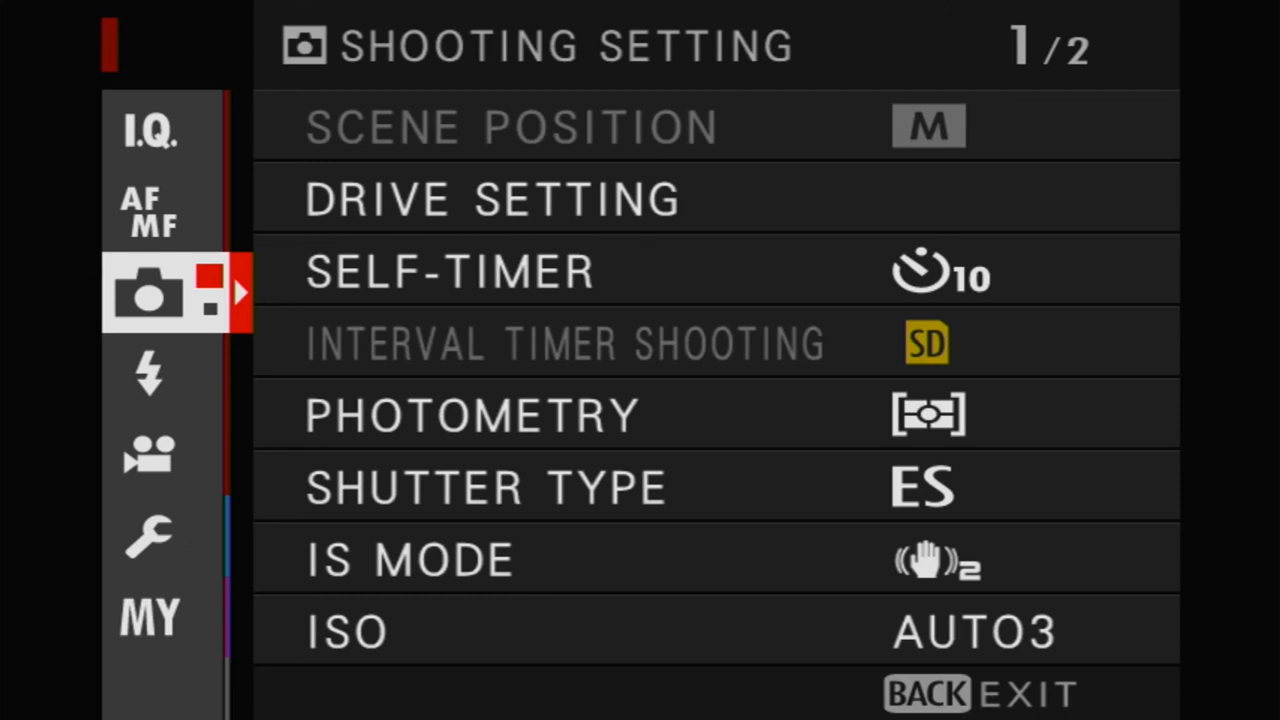 SHOOTING SETTING 1/2
I.Q.
AF
MF
MY
SCENE POSITION M
DRIVE SETTING
SELF-TIMER 10
INTERVAL TIMER SHOOTING SD
PHOTOMETRY
SHUTTER TYPE ES
IS MODE 2
ISO AUTO3
BACK EXIT